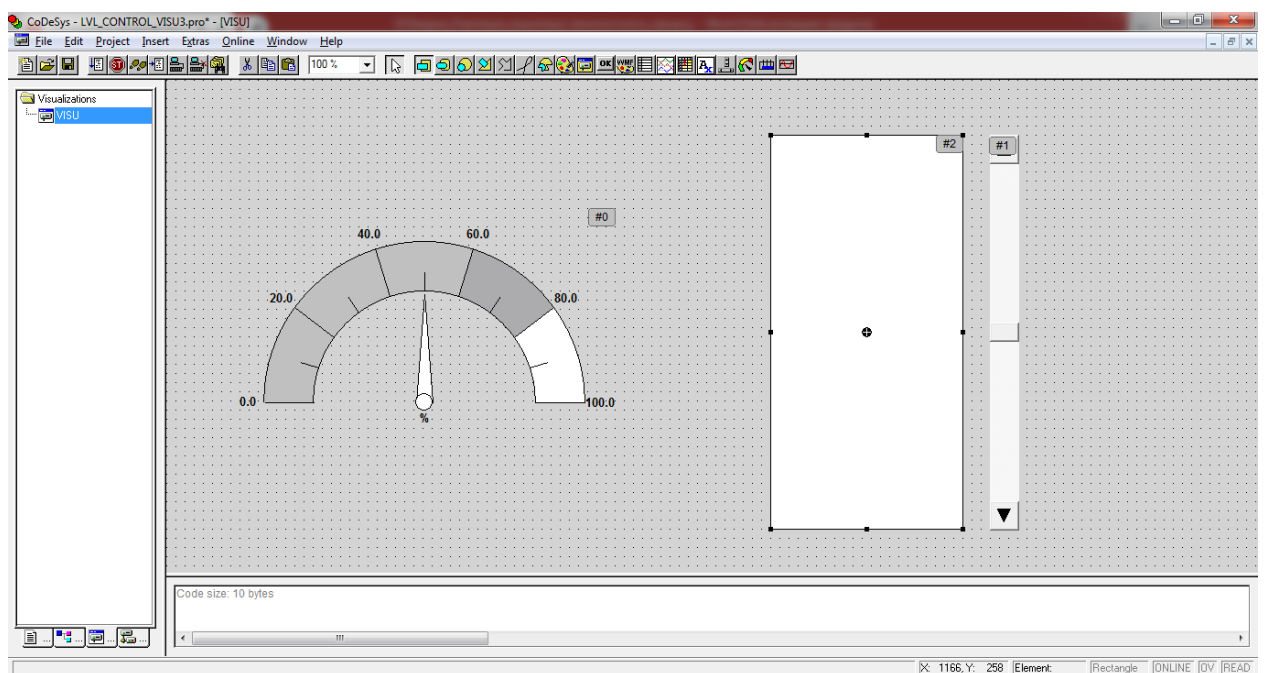 CoDeSys - LVL_CONTROL_VISU3.pro* - [VISU]
File Edit Project Insert Extras Online Window Help
ST 100 % OK
Visualizations
VISU
#2 #1
#0
40.0 60.0
20.0 80.0
0.0 100.0
%
Code size: 10 bytes
X: 1166, Y: 258 Element: Rectangle ONLINE OV READ